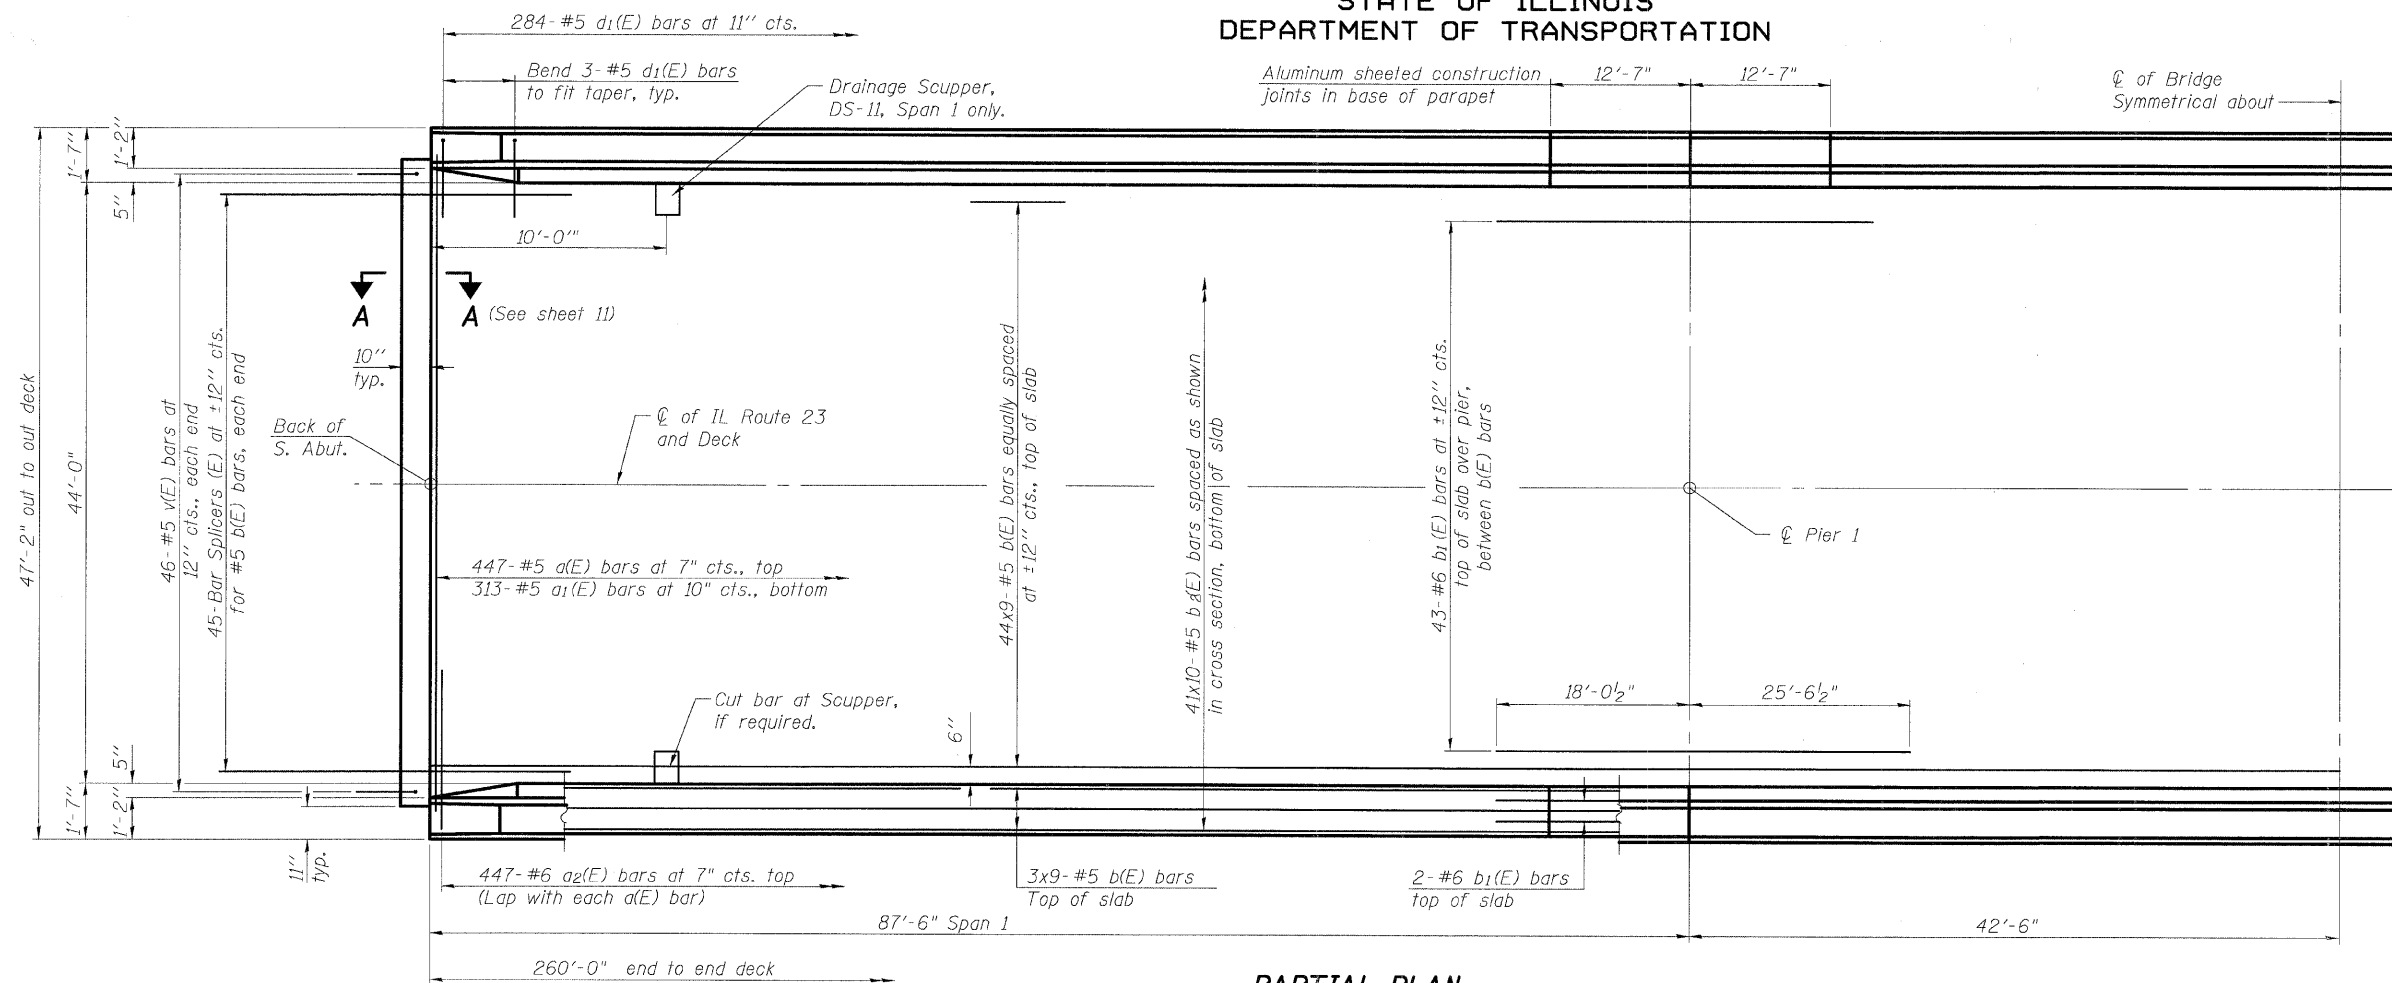 STATE OF ILLINOIS
DEPARTMENT OF TRANSPORTATION
284-#5 d1(E) bars at 11'' cts.
Bend 3-#5 d1(E) bars
to fit taper, typ.
Drainage Scupper,
DS-11, Span 1 only.
Aluminum sheeted construction
joints in base of parapet
12'-7"
12'-7"
℄ of Bridge
Symmetrical about
1'-7"
1'-2"
5''
10'-0'"
A
A
(See sheet 11)
10''
typ.
Back of
S. Abut.
℄ of IL Route 23
and Deck
47'-2" out to out deck
44'-0"
46-#5 v(E) bars at
12'' cts., each end
45-Bar Splicers (E) at ±12'' cts.
for #5 b(E) bars, each end
447-#5 a(E) bars at 7" cts., top
313-#5 a1(E) bars at 10" cts., bottom
44x9-#5 b(E) bars equally spaced
at ±12'' cts., top of slab
41x10-#5 b2(E) bars spaced as shown
in cross section, bottom of slab
43-#6 b1(E) bars at ±12'' cts.
top of slab over pier,
between b(E) bars
℄ Pier 1
18'-0½"
25'-6½"
Cut bar at Scupper,
if required.
6''
5''
1'-7"
1'-2"
11''
typ.
447-#6 a2(E) bars at 7" cts. top
(Lap with each a(E) bar)
3x9-#5 b(E) bars
Top of slab
2-#6 b1(E) bars
top of slab
87'-6" Span 1
42'-6"
260'-0" end to end deck
PARTIAL PLAN